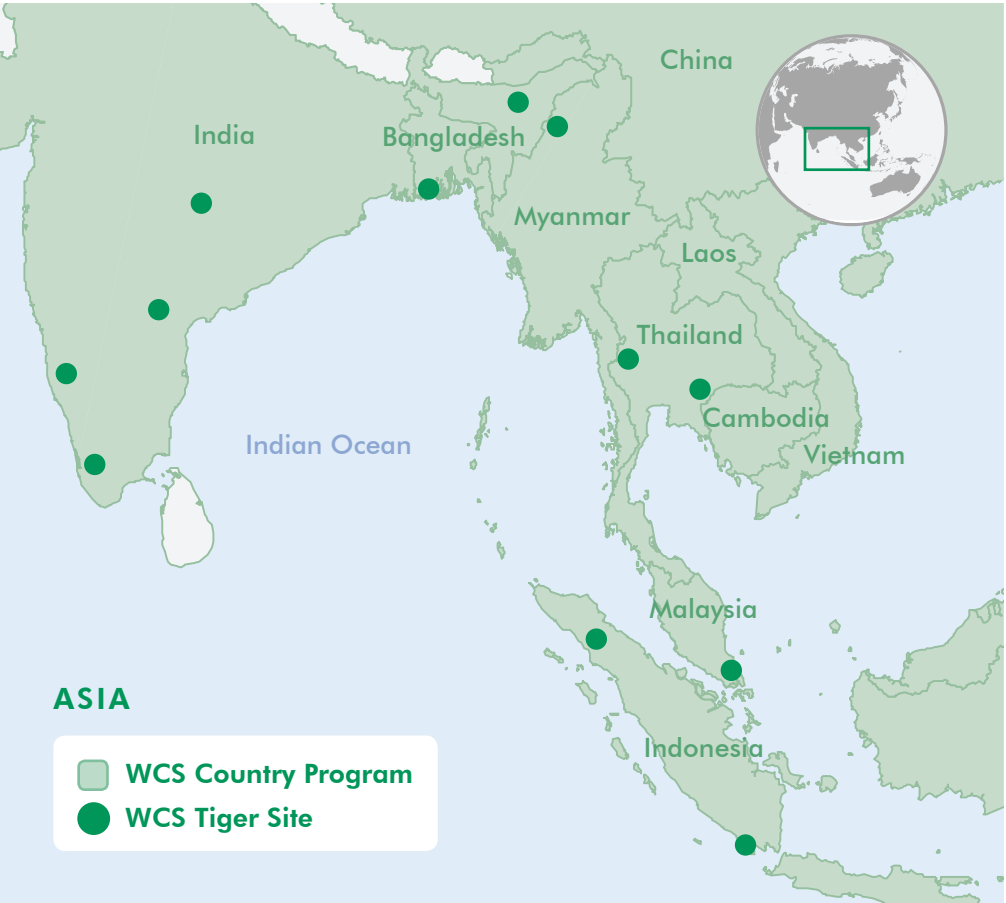 China
India
Bangladesh
Myanmar
Laos
Thailand
Cambodia
Indian Ocean
Vietnam
Malaysia
ASIA
Indonesia
WCS Country Program
WCS Tiger Site